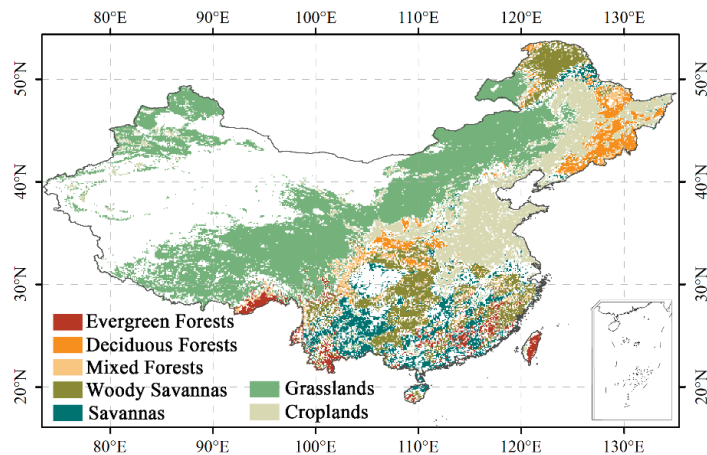 80°E 90°E 100°E 110°E 120°E 130°E
50°N 50°N
40°N 40°N
30°N 30°N
20°N 20°N
Evergreen Forests
Deciduous Forests
Mixed Forests
Woody Savannas Grasslands
Savannas Croplands
80°E 90°E 100°E 110°E 120°E 130°E